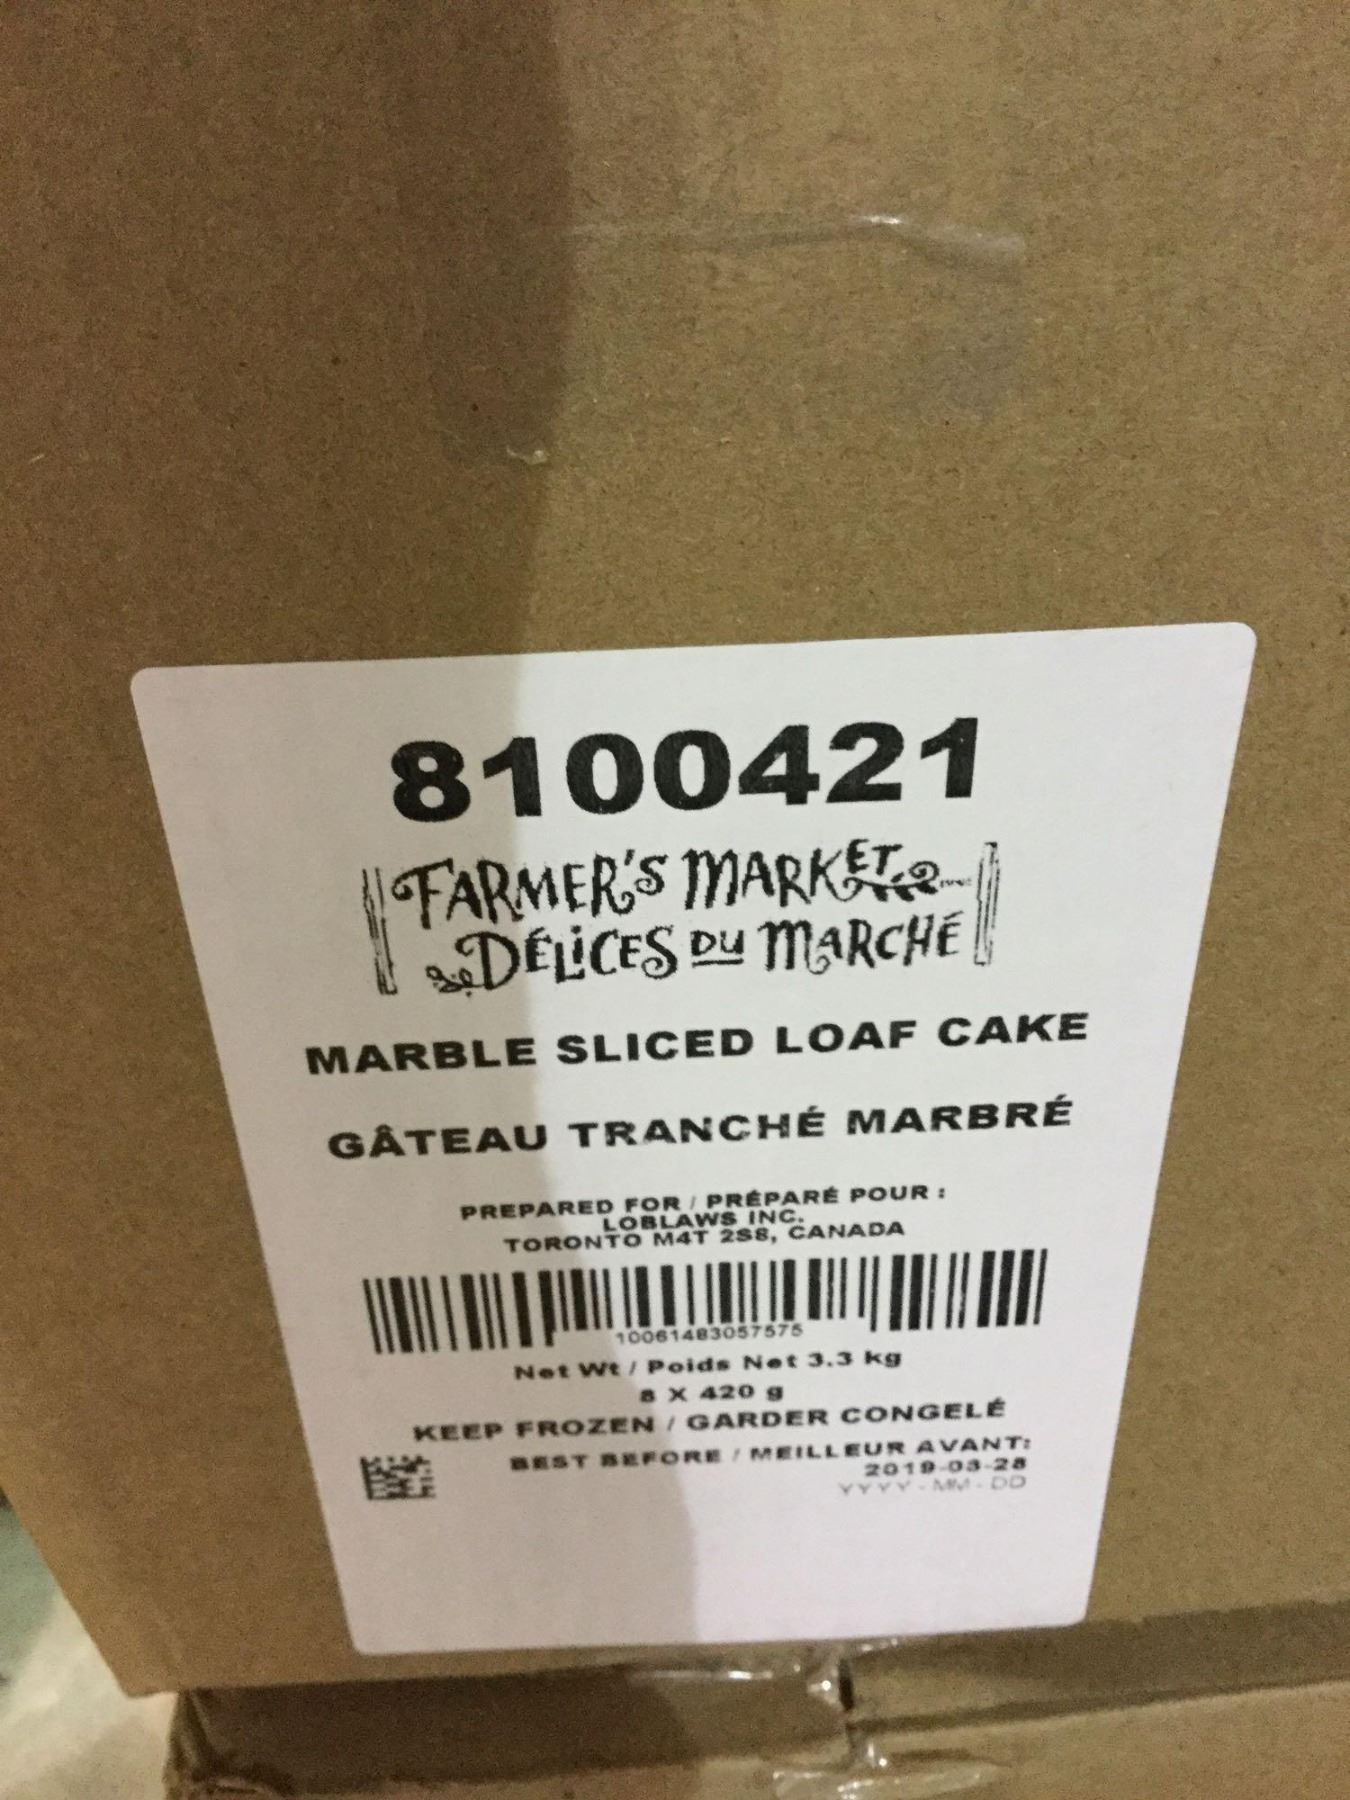 8100421
FARMER'S MARKET
DÉLICES DU MARCHÉ
MARBLE SLICED LOAF CAKE
GÂTEAU TRANCHÉ MARBRÉ
PREPARED FOR / PRÉPARÉ POUR :
LOBLAWS INC.
TORONTO M4T 2S8, CANADA
10061483057575
Net Wt / Poids Net 3.3 kg
8 X 420 g
KEEP FROZEN / GARDER CONGELÉ
BEST BEFORE / MEILLEUR AVANT:
2019-03-28
YYYY - MM - DD